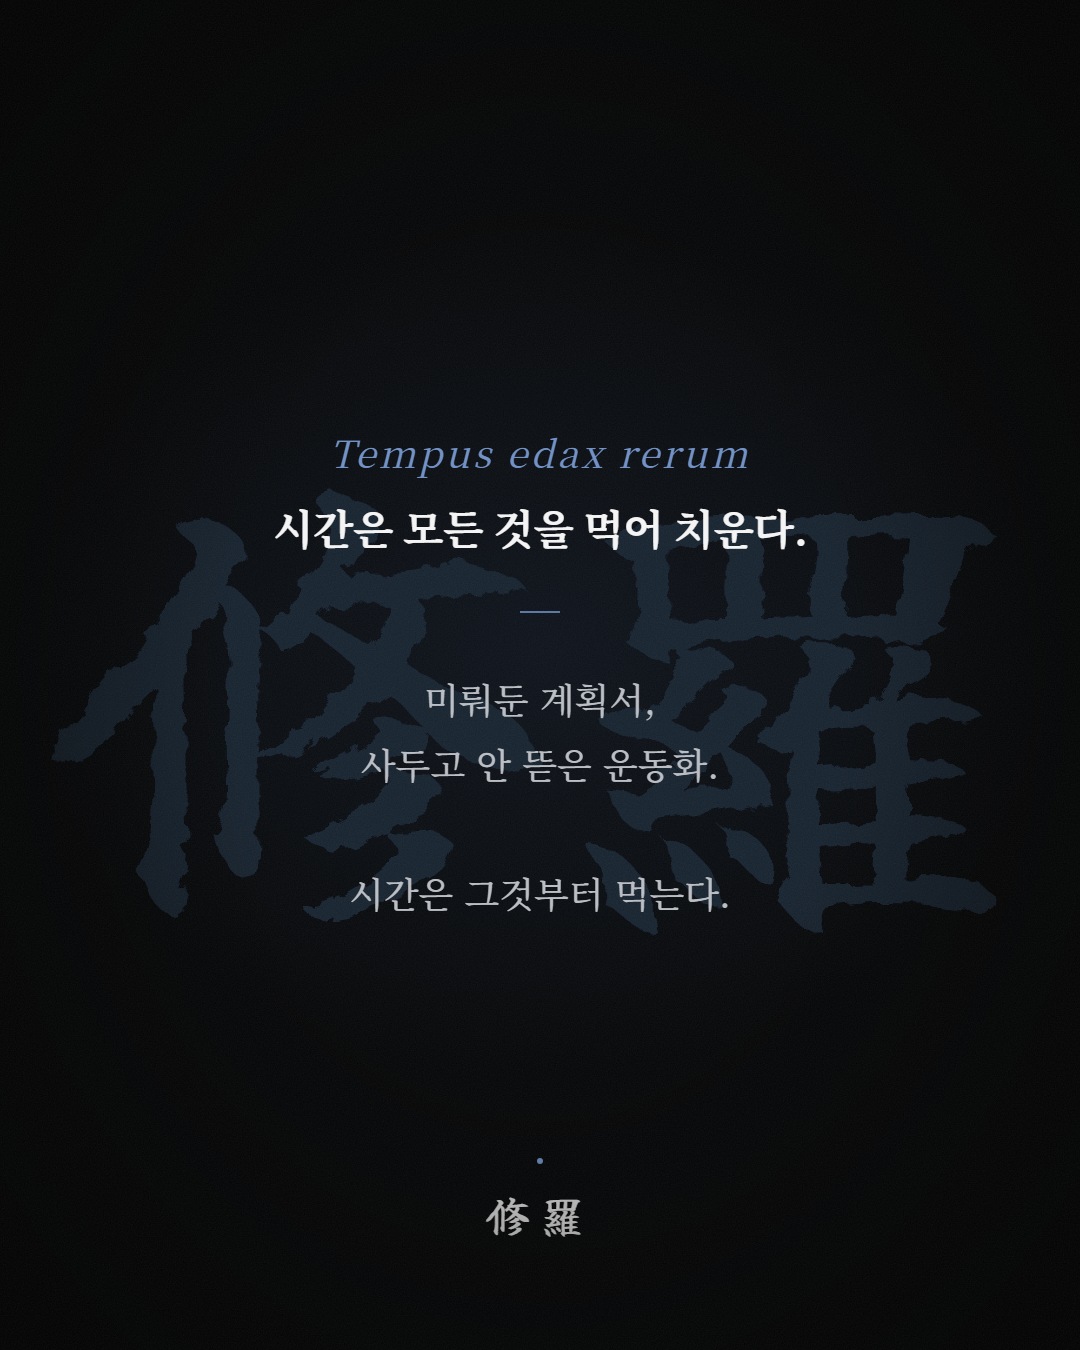 Tempus edax rerum
시간은 모든 것을 먹어 치운다.
修羅
미뤄둔 계획서,
사두고 안 뜯은 운동화.
시간은 그것부터 먹는다.
修羅